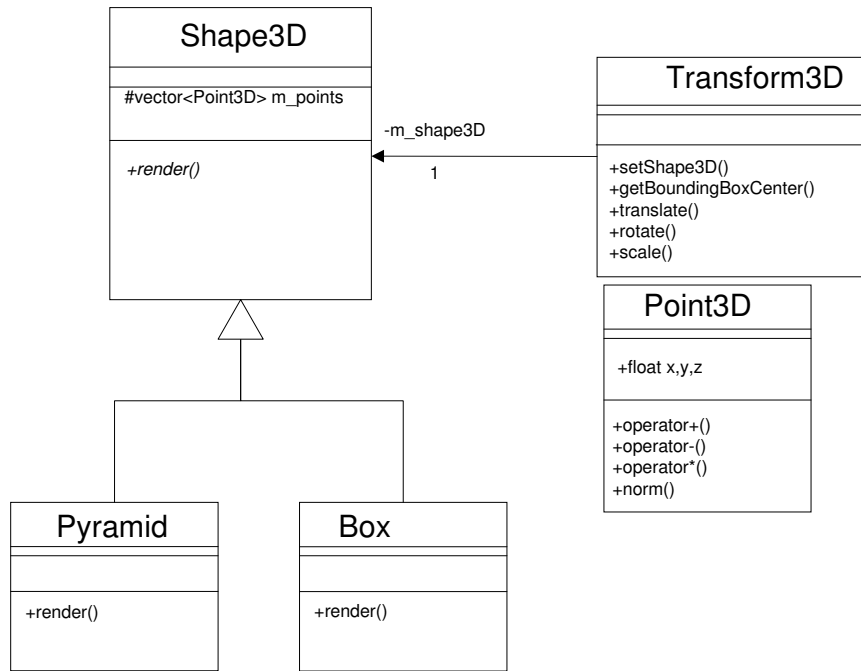 Shape3D
#vector<Point3D> m_points
+render()
-m_shape3D
1
Transform3D
+setShape3D()
+getBoundingBoxCenter()
+translate()
+rotate()
+scale()
Point3D
+float x,y,z
+operator+()
+operator-()
+operator*()
+norm()
Pyramid
+render()
Box
+render()